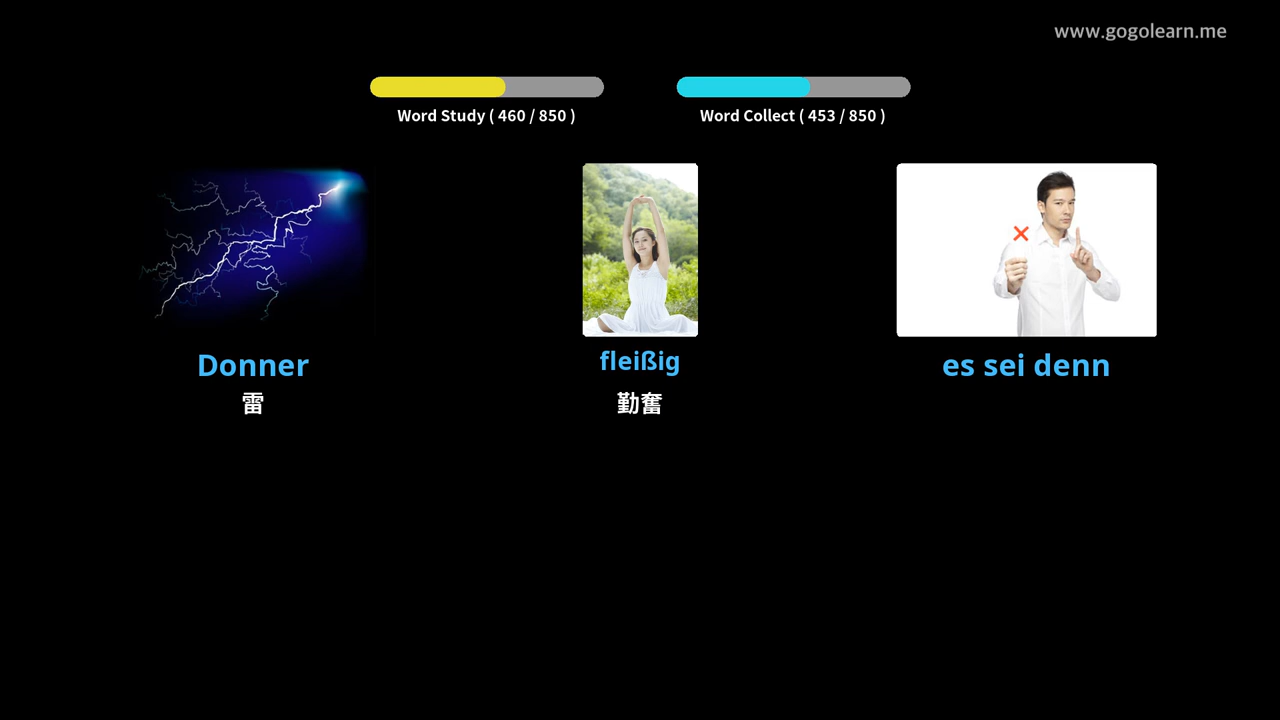 www.gogolearn.me
Word Study ( 460 / 850 )
Word Collect ( 453 / 850 )
Donner
雷
fleißig
勤奮
es sei denn